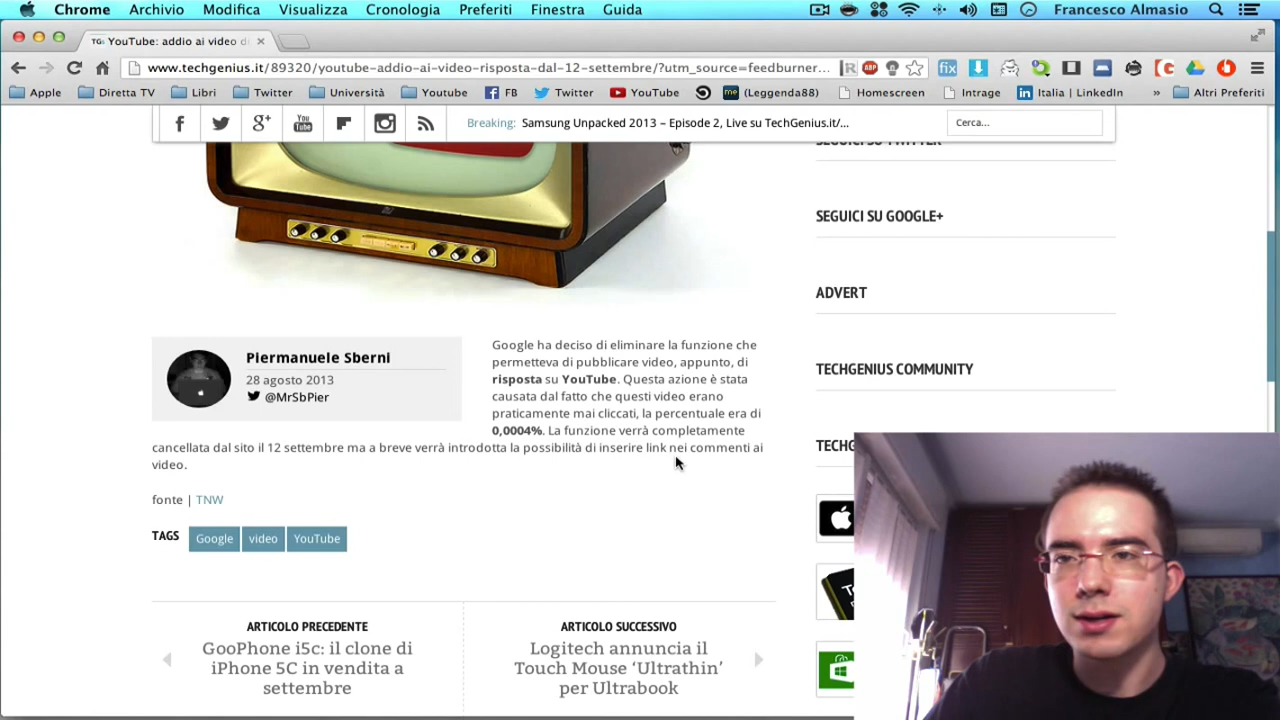 Chrome Archivio Modifica Visualizza Cronologia Preferiti Finestra Guida Francesco Almasio
TG YouTube: addio ai video di
www.techgenius.it/89320/youtube-addio-ai-video-risposta-dal-12-settembre/?utm_source=feedburner...
Apple Diretta TV Libri Twitter Università Youtube FB Twitter YouTube (Leggenda88) Homescreen Intrage Italia | LinkedIn » Altri Preferiti
Breaking: Samsung Unpacked 2013 – Episode 2, Live su TechGenius.it/... Cerca...
SEGUICI SU TWITTER
SEGUICI SU GOOGLE+
ADVERT
TECHGENIUS COMMUNITY
Piermanuele Sberni
28 agosto 2013
@MrSbPier
Google ha deciso di eliminare la funzione che
permetteva di pubblicare video, appunto, di
risposta su YouTube. Questa azione è stata
causata dal fatto che questi video erano
praticamente mai cliccati, la percentuale era di
0,0004%. La funzione verrà completamente
cancellata dal sito il 12 settembre ma a breve verrà introdotta la possibilità di inserire link nei commenti ai
video.
fonte | TNW
TAGS Google video YouTube
ARTICOLO PRECEDENTE
GooPhone i5c: il clone di
iPhone 5C in vendita a
settembre
ARTICOLO SUCCESSIVO
Logitech annuncia il
Touch Mouse ‘Ultrathin’
per Ultrabook